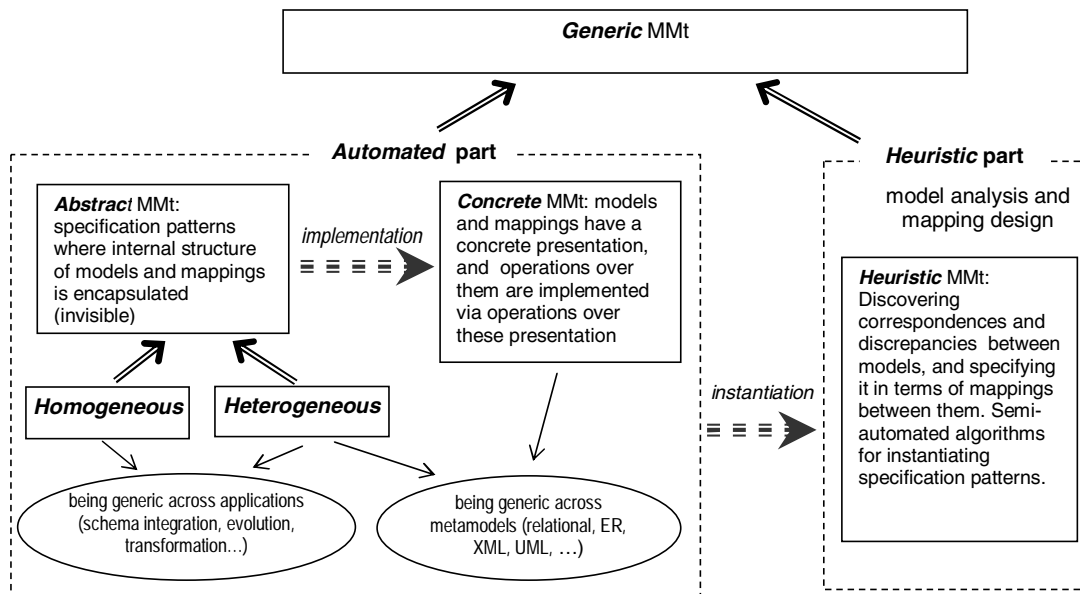 Generic MMt
Automated part
Heuristic part
Abstract MMt:
specification patterns
where internal structure
of models and mappings
is encapsulated
(invisible)
implementation
Concrete MMt: models
and mappings have a
concrete presentation,
and operations over
them are implemented
via operations over
these presentation
model analysis and
mapping design
Heuristic MMt:
Discovering
correspondences and
discrepancies between
models, and specifying it
in terms of mappings
between them. Semi-
automated algorithms
for instantiating
specification patterns.
Homogeneous
Heterogeneous
instantiation
being generic across applications
(schema integration, evolution,
transformation...)
being generic across
metamodels (relational, ER,
XML, UML, ...)